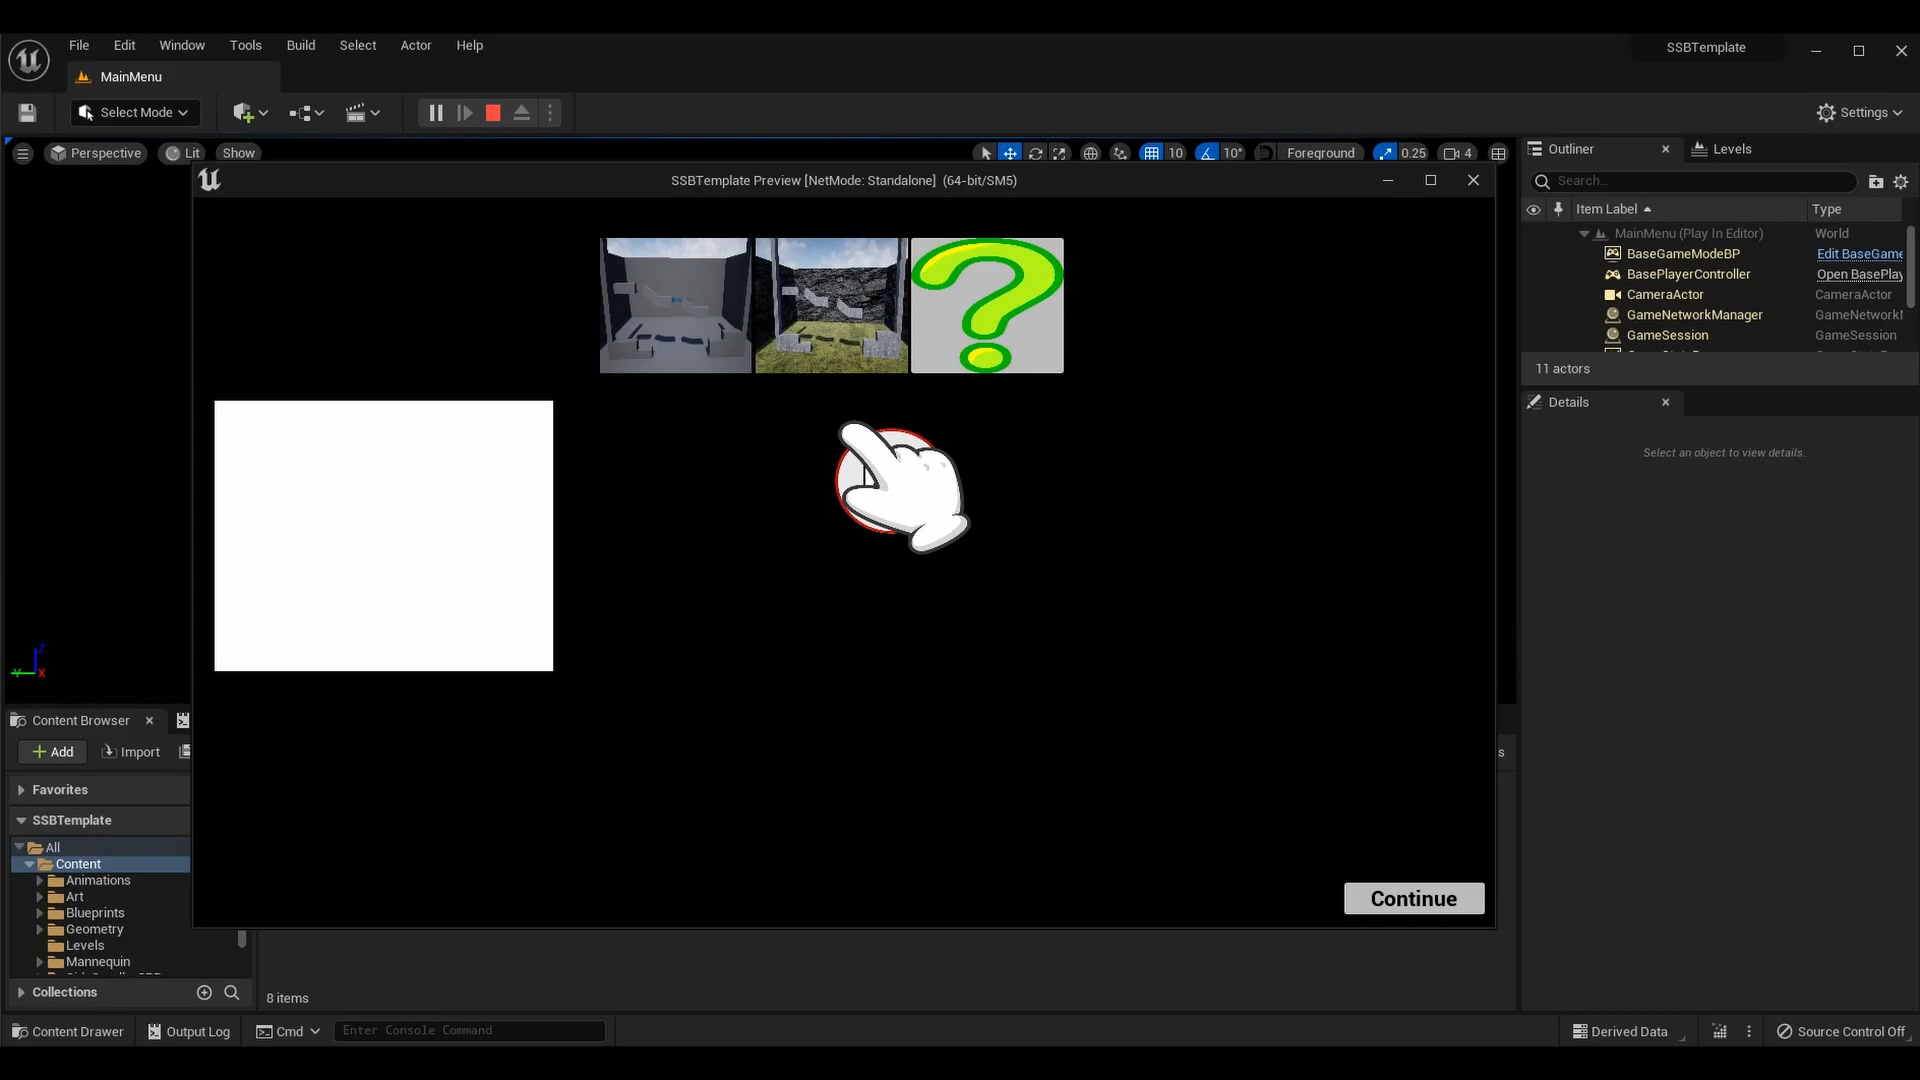 File Edit Window Tools Build Select Actor Help
SSBTemplate
MainMenu
Select Mode
Settings
Perspective Lit Show
10 10° Foreground 0.25 4
Outliner Levels
SSBTemplate Preview [NetMode: Standalone] (64-bit/SM5)
Search...
Item Label Type
MainMenu (Play In Editor) World
BaseGameModeBP Edit BaseGame
BasePlayerController Open BasePlay
CameraActor CameraActor
GameNetworkManager GameNetwork
GameSession GameSession
11 actors
Details
Select an object to view details.
Z
Y X
Content Browser
Add Import
s
Favorites
SSBTemplate
All
Content
Animations
Art
Blueprints
Geometry
Levels
Mannequin
Continue
Collections
8 items
Content Drawer Output Log Cmd Enter Console Command
Derived Data Source Control Off